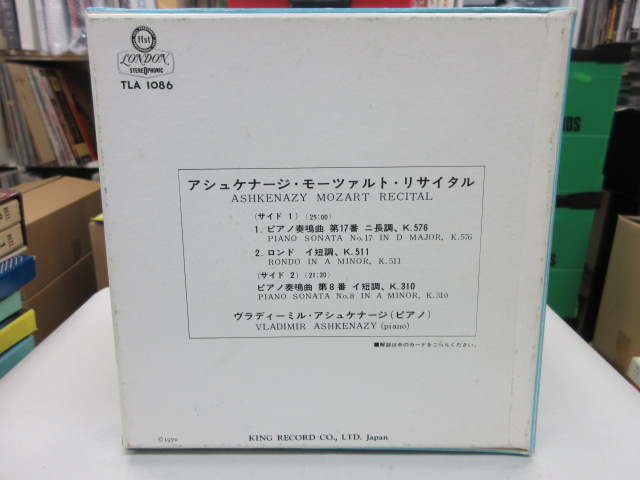 ffst
LONDON
STEREOPHONIC
TLA 1086
アシュケナージ・モーツァルト・リサイタル
ASHKENAZY MOZART RECITAL
(サイド 1) (25:00)
1. ピアノ奏鳴曲 第17番 ニ長調、K.576
PIANO SONATA No.17 IN D MAJOR, K.576
2. ロンド イ短調、K.511
RONDO IN A MINOR, K.511
(サイド 2) (21:20)
ピアノ奏鳴曲 第8番 イ短調、K.310
PIANO SONATA No.8 IN A MINOR, K.310
ヴラディーミル・アシュケナージ(ピアノ)
VLADIMIR ASHKENAZY (piano)
■解説は中のカードをごらんください。
©1970
KING RECORD CO., LTD. Japan